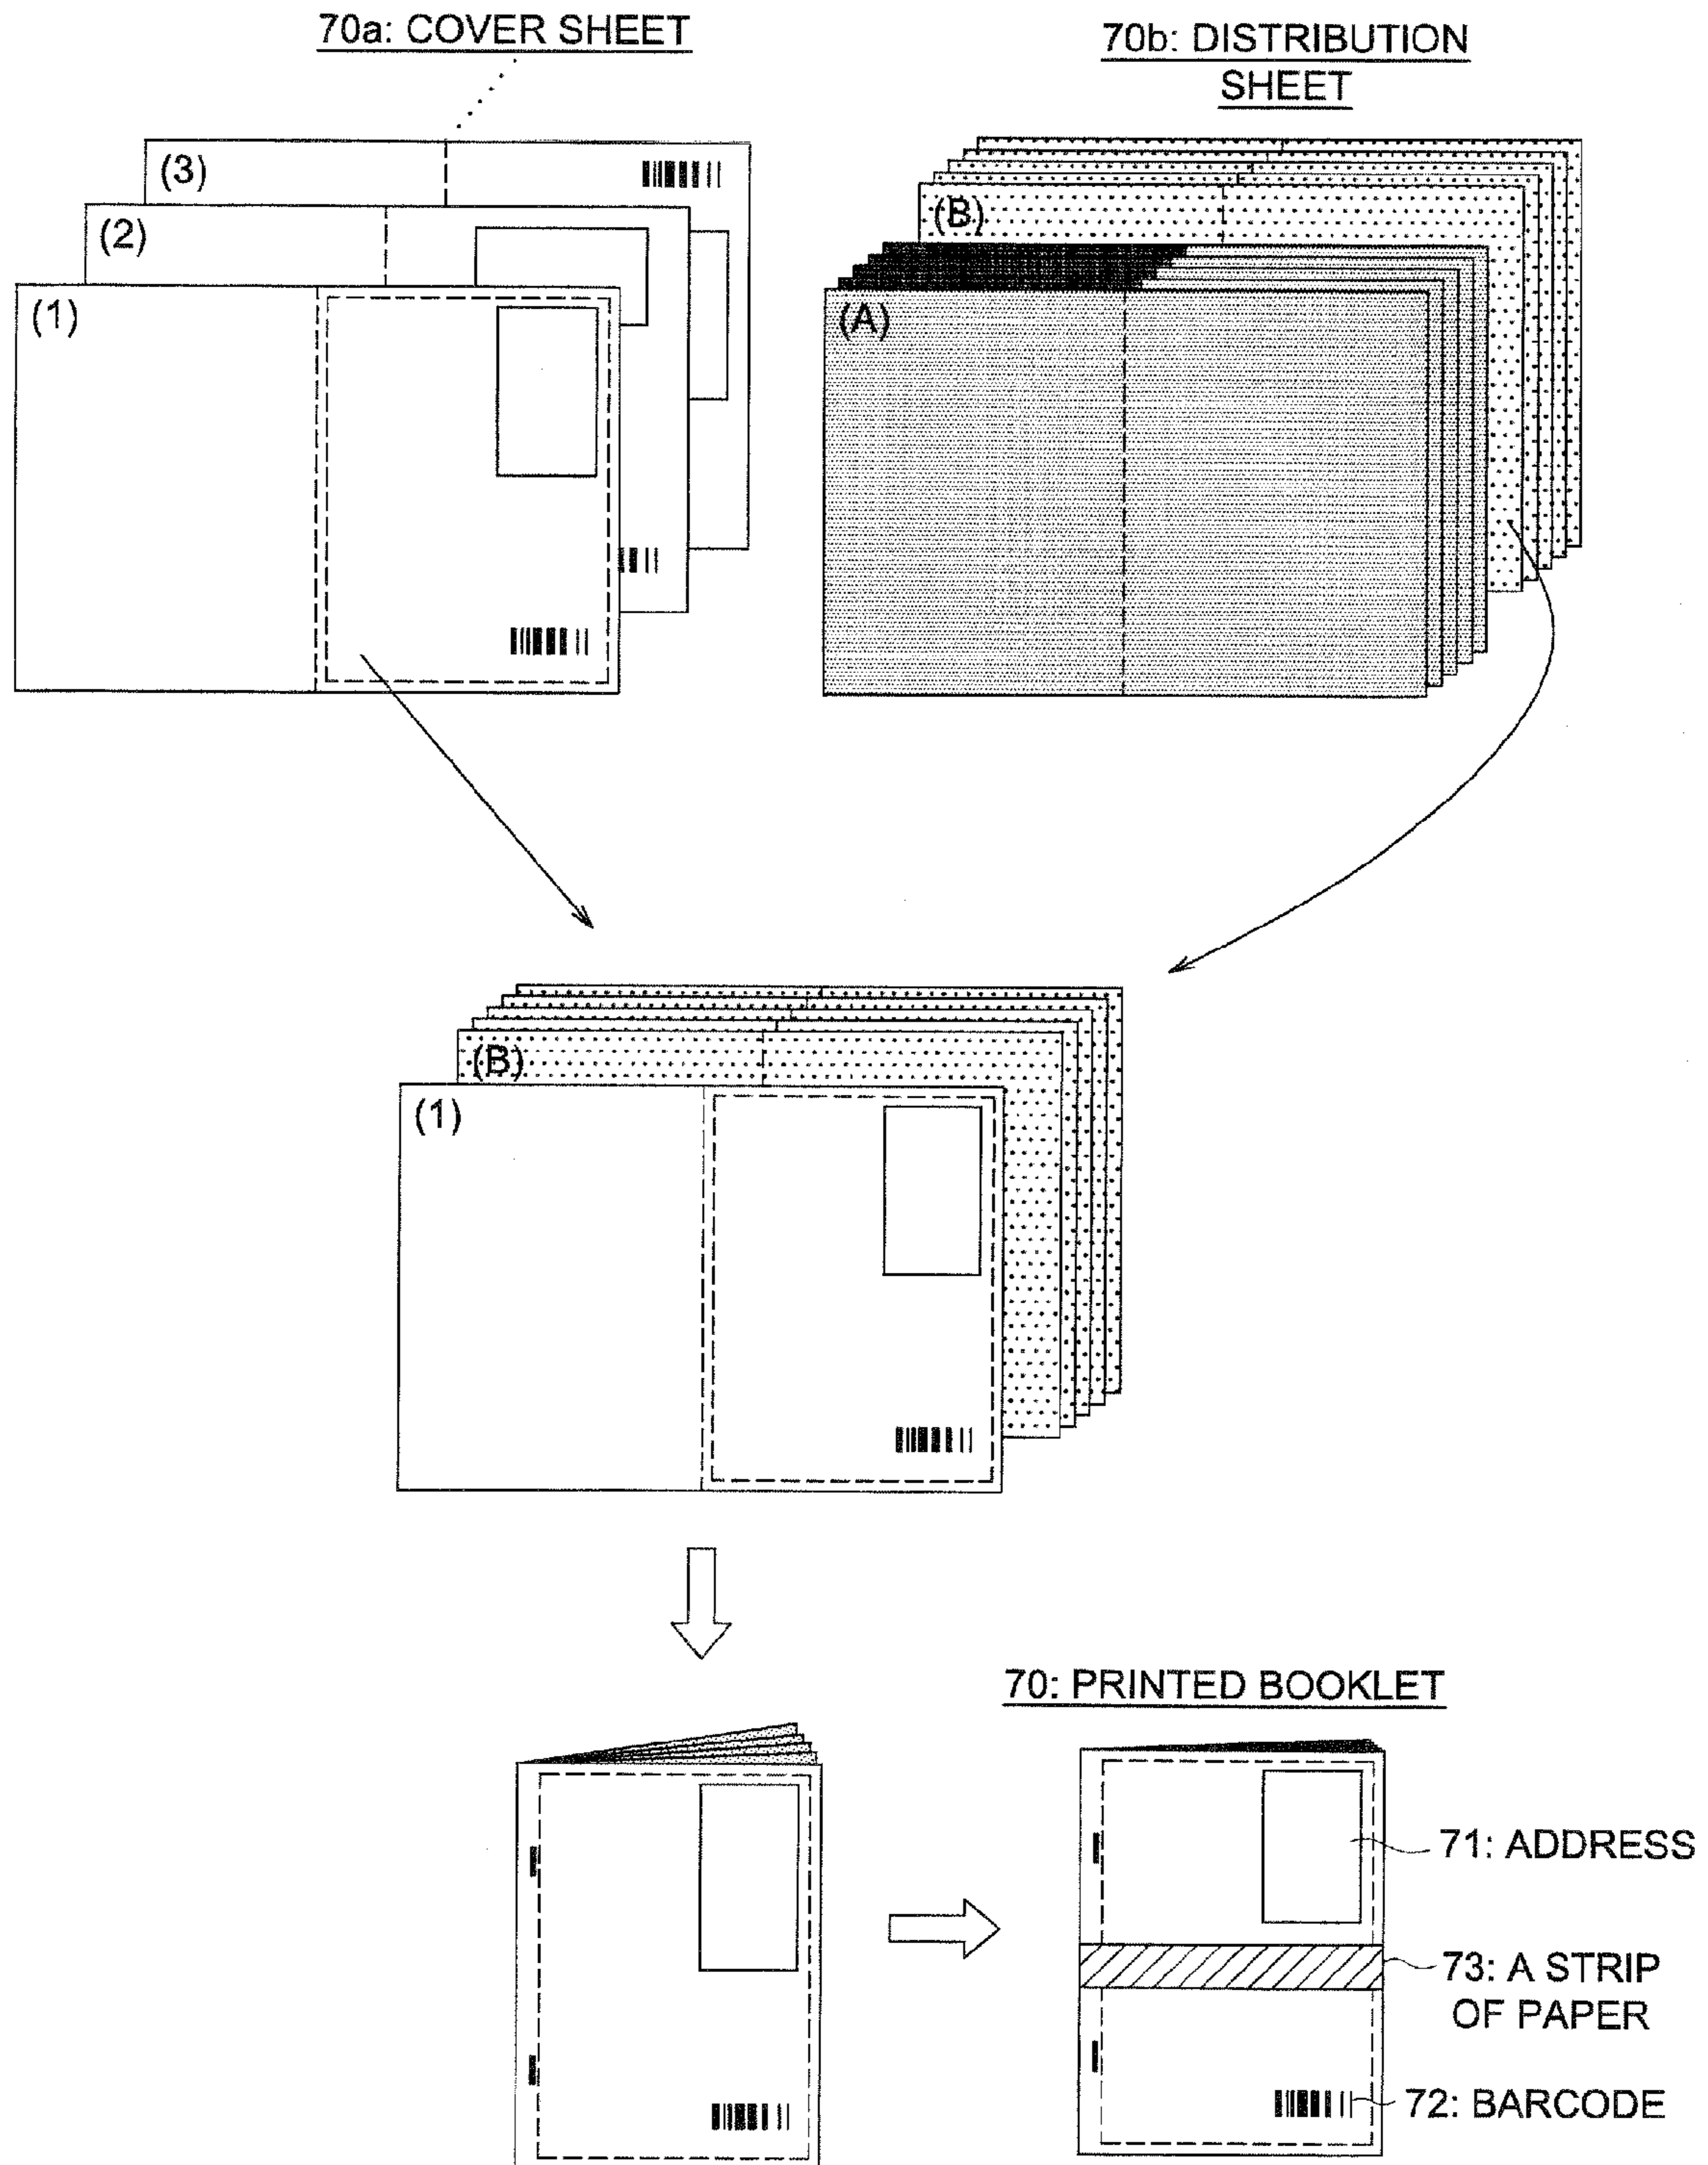 70a: COVER SHEET
70b: DISTRIBUTION
SHEET
(3)
(2)
(1)
(B)
(A)
(B)
(1)
70: PRINTED BOOKLET
71: ADDRESS
73: A STRIP
OF PAPER
72: BARCODE